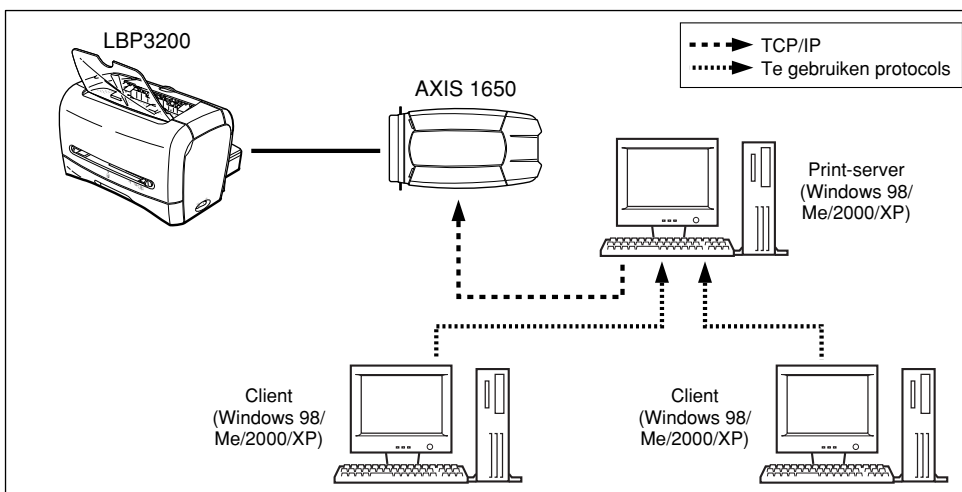 LBP3200
AXIS 1650
TCP/IP
Te gebruiken protocols
Print-server
(Windows 98/
Me/2000/XP)
Client
(Windows 98/
Me/2000/XP)
Client
(Windows 98/
Me/2000/XP)